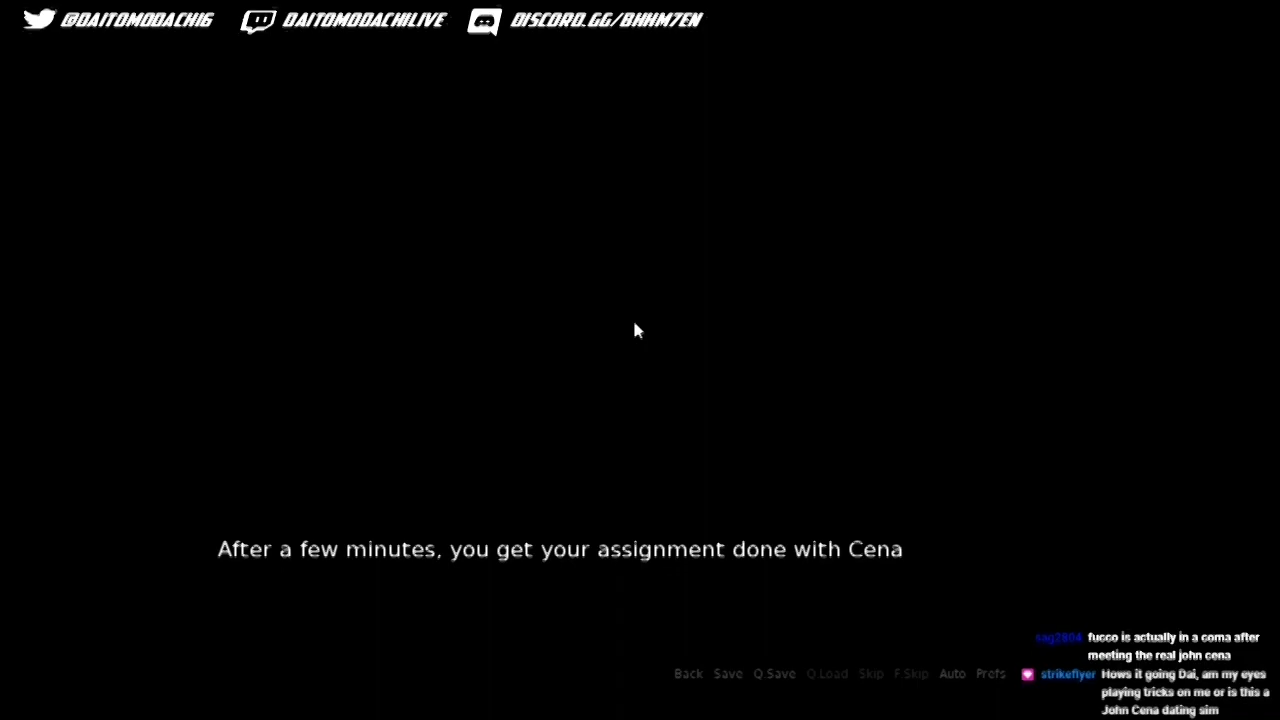 @DAITOMODACHI6 DAITOMODACHILIVE DISCORD.GG/BHHM7EN
After a few minutes, you get your assignment done with Cena
sag2804 fucco is actually in a coma after
meeting the real john cena
Back Save Q.Save Q.Load Skip F.Skip Auto Prefs
strikeflyer Hows it going Dai, am my eyes
playing tricks on me or is this a
John Cena dating sim